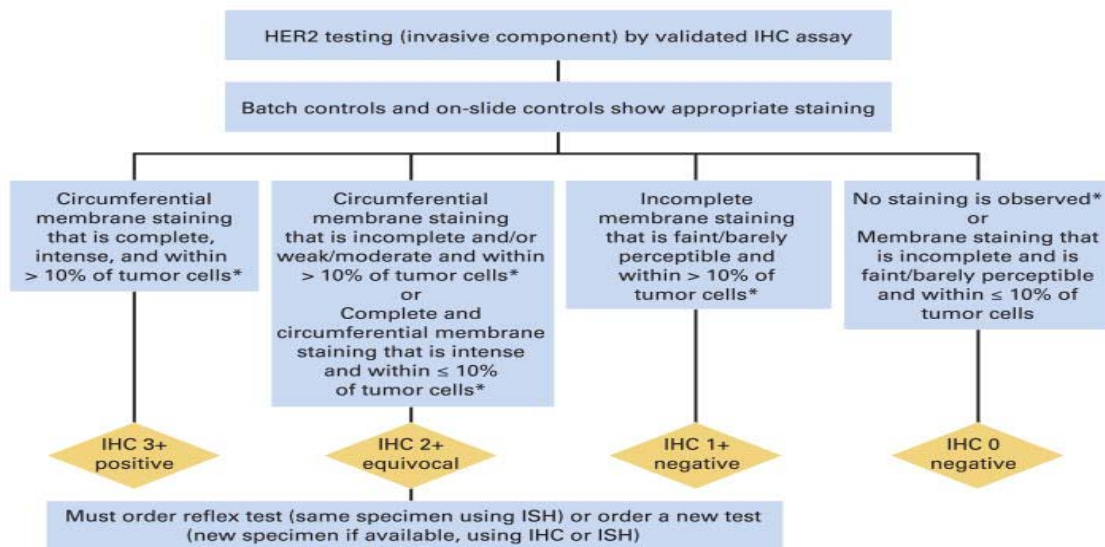 HER2 testing (invasive component) by validated IHC assay
Batch controls and on-slide controls show appropriate staining
Circumferential
membrane staining
that is complete,
intense, and within
> 10% of tumor cells*
Circumferential
membrane staining
that is incomplete and/or
weak/moderate and within
> 10% of tumor cells*
or
Complete and
circumferential membrane
staining that is intense
and within ≤ 10%
of tumor cells*
Incomplete
membrane staining
that is faint/barely
perceptible and
within > 10% of
tumor cells*
No staining is observed*
or
Membrane staining that
is incomplete and is
faint/barely perceptible
and within ≤ 10% of
tumor cells
IHC 3+
positive
IHC 2+
equivocal
IHC 1+
negative
IHC 0
negative
Must order reflex test (same specimen using ISH) or order a new test
(new specimen if available, using IHC or ISH)